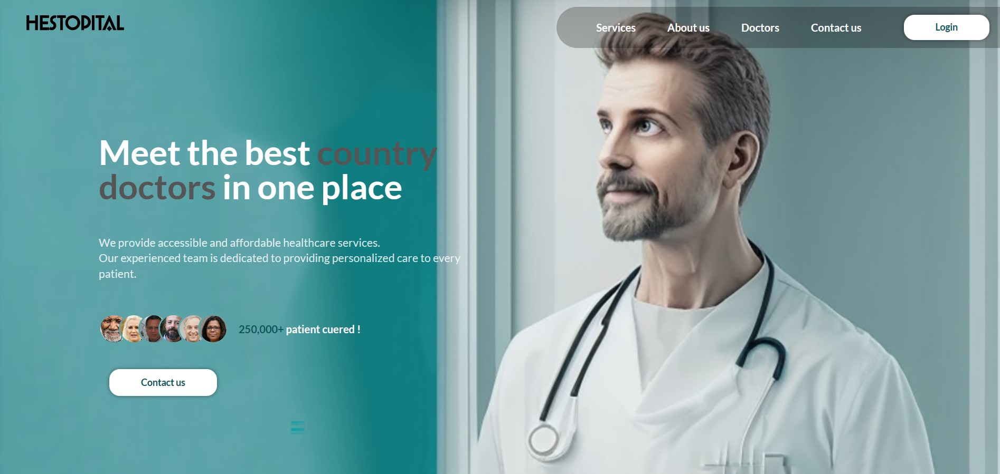 HESTOPITAL
Services
About us
Doctors
Contact us
Login
Meet the best country
doctors in one place
We provide accessible and affordable healthcare services.
Our experienced team is dedicated to providing personalized care to every
patient.
250,000+ patient cuered !
Contact us